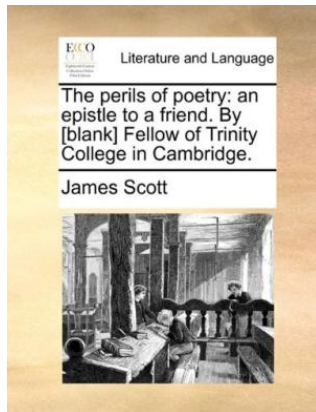 ECCO
Literature and Language
The perils of poetry: an
epistle to a friend. By
[blank] Fellow of Trinity
College in Cambridge.
James Scott